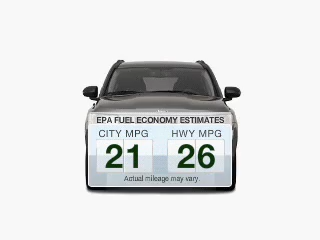 EPA FUEL ECONOMY ESTIMATES
CITY MPG HWY MPG
21 26
Actual mileage may vary.